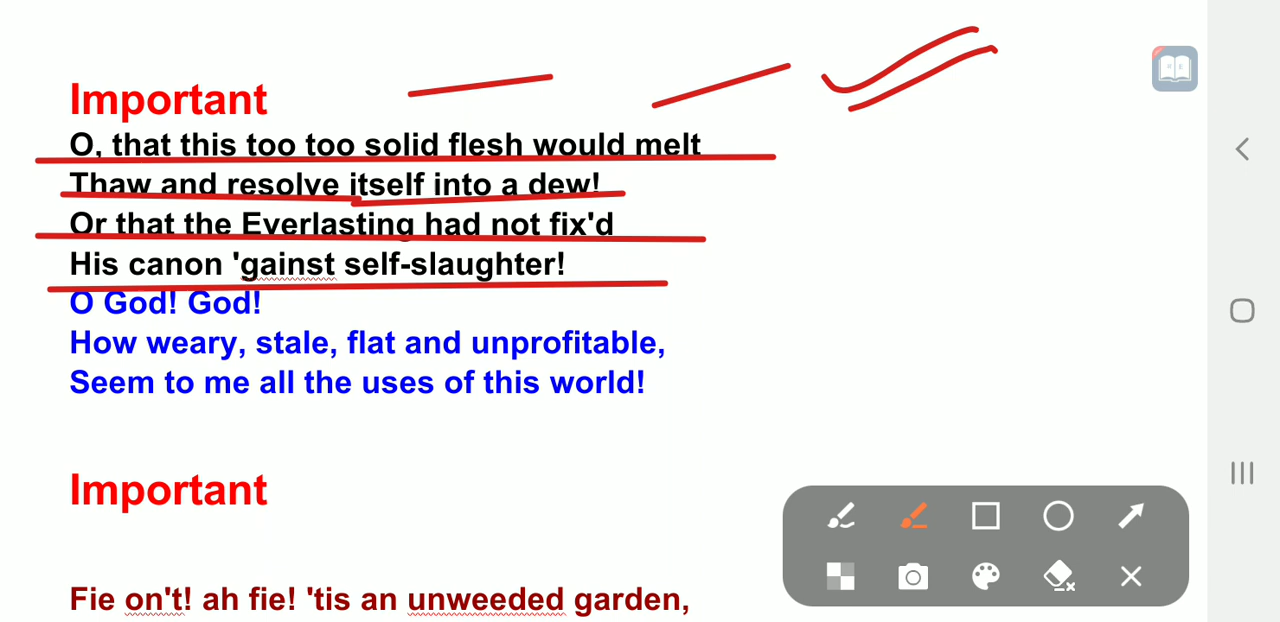 Important
O, that this too too solid flesh would melt
Thaw and resolve itself into a dew!
Or that the Everlasting had not fix'd
His canon 'gainst self-slaughter!
O God! God!
How weary, stale, flat and unprofitable,
Seem to me all the uses of this world!
Important
Fie on't! ah fie! 'tis an unweeded garden,